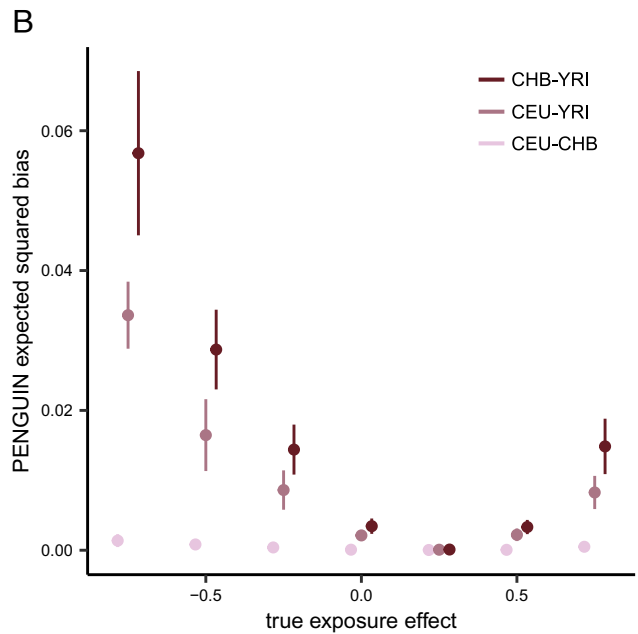 B
CHB-YRI
CEU-YRI
CEU-CHB
PENGUIN expected squared bias
0.06
0.04
0.02
0.00
−0.5
0.0
0.5
true exposure effect